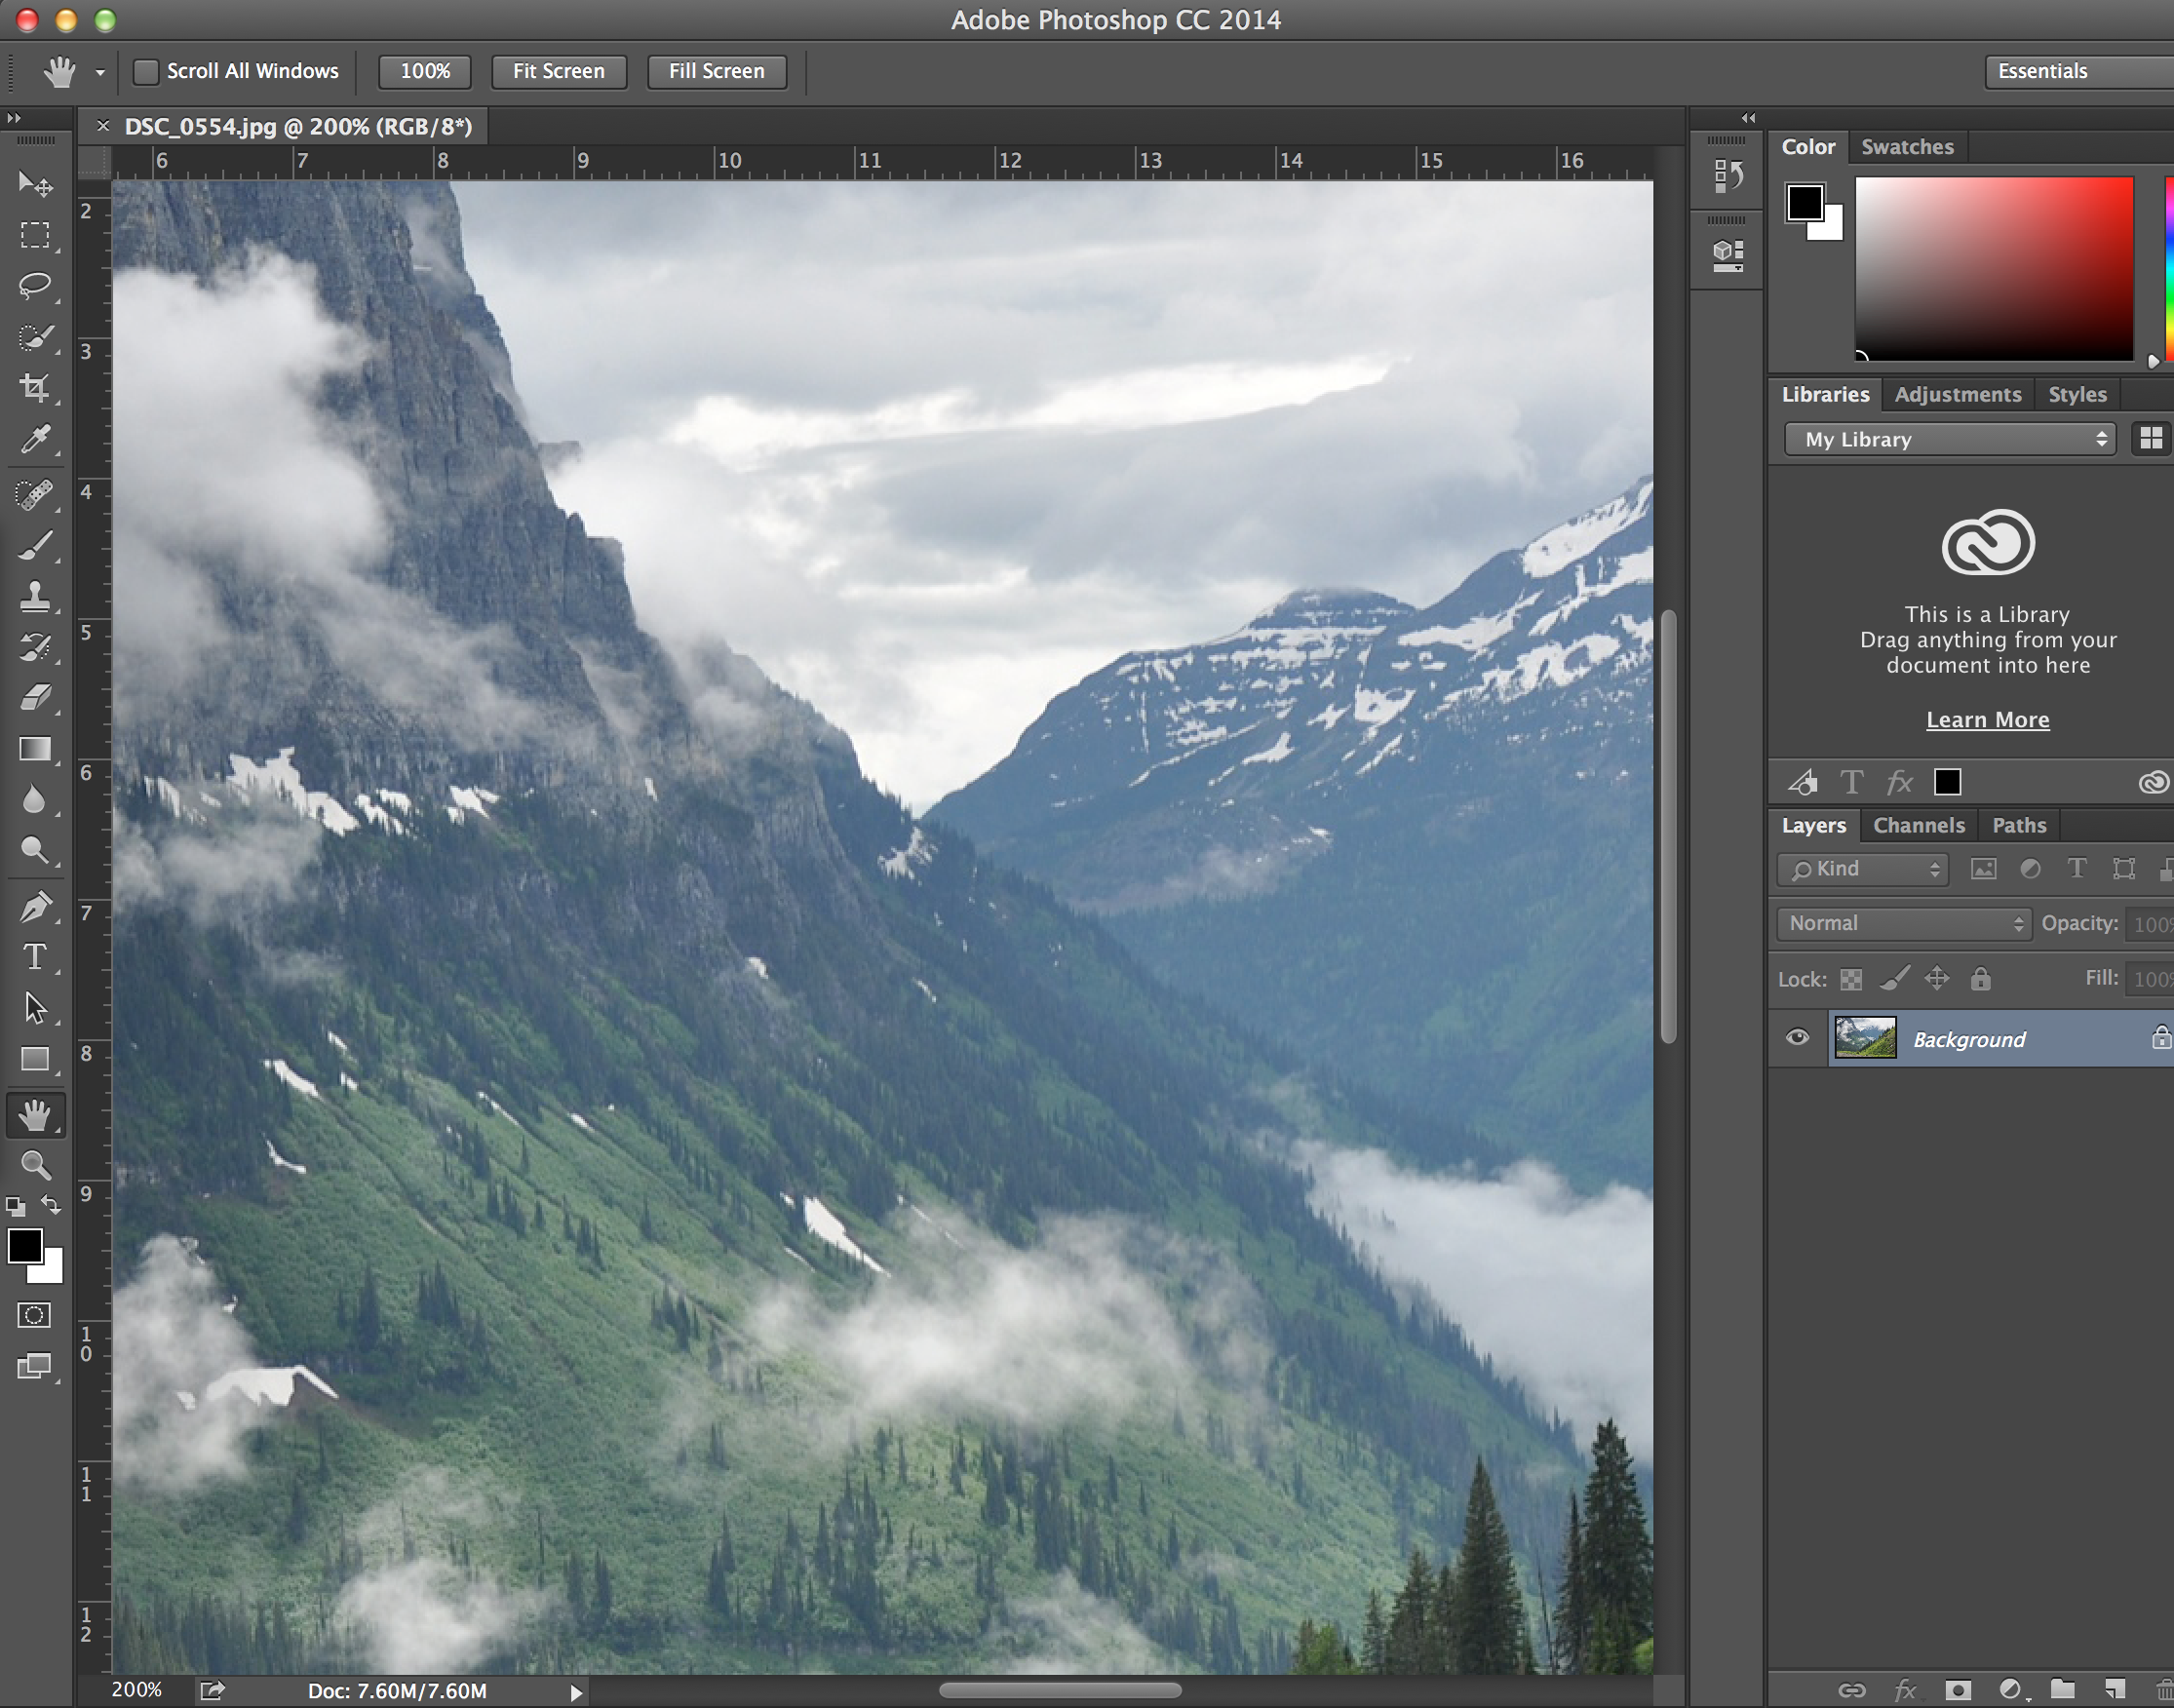 Adobe Photoshop CC 2014
Scroll All Windows 100% Fit Screen Fill Screen Essentials
DSC_0554.jpg @ 200% (RGB/8*)
6 7 8 9 10 11 12 13 14 15 16
2
3
4
5
6
7
8
9
10
11
12
Color Swatches
Libraries Adjustments Styles
My Library
This is a Library
Drag anything from your
document into here
Learn More
T fx
Layers Channels Paths
Kind T
Normal Opacity: 100%
Lock: Fill: 100%
Background
T
200% Doc: 7.60M/7.60M
fx